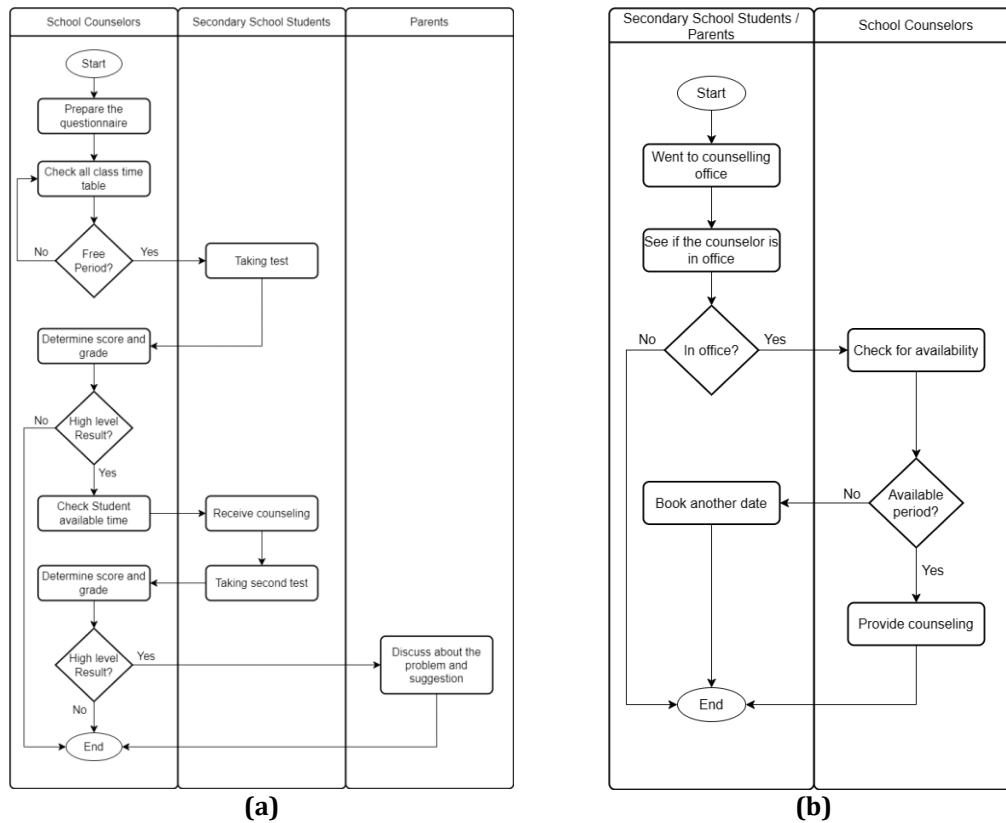 School Counselors
Secondary School Students
Parents
Start
Prepare the
questionnaire
Check all class time
table
No
Free
Period?
Yes
Taking test
Determine score and
grade
No
High level
Result?
Yes
Check Student
available time
Receive counseling
Determine score and
grade
Taking second test
High level
Result?
Yes
Discuss about the
problem and
suggestion
No
End
(a)
Secondary School Students /
Parents
School Counselors
Start
Went to counselling
office
See if the counselor is
in office
No
In office?
Yes
Check for availability
Book another date
No
Available
period?
Yes
Provide counseling
End
(b)